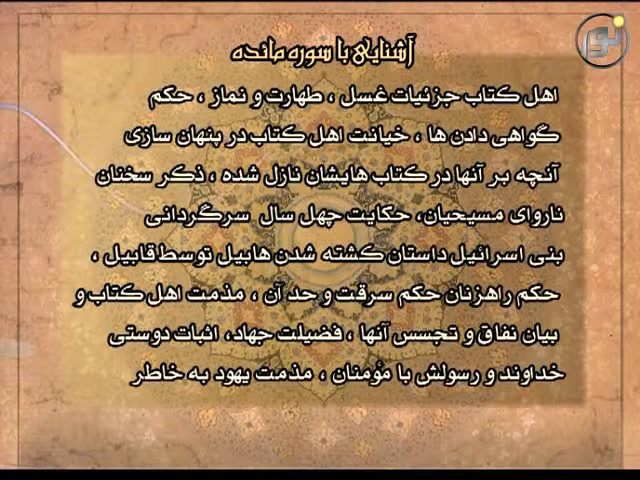 نور
آشنایی با سوره مائده
اهل کتاب جزئیات غسل ، طهارت و نماز ، حکم
گواهی دادن ها ، خیانت اهل کتاب در پنهان سازی
آنچه بر آنها در کتاب هایشان نازل شده ، ذکر سخنان
ناروای مسیحیان، حکایت چهل سال سرگردانی
بنی اسرائیل داستان کشته شدن هابیل توسط قابیل ،
حکم راهزنان حکم سرقت و حد آن ، مذمت اهل کتاب و
بیان نفاق و تجسس آنها ، فضیلت جهاد، اثبات دوستی
خداوند و رسولش با مؤمنان ، مذمت یهود به خاطر